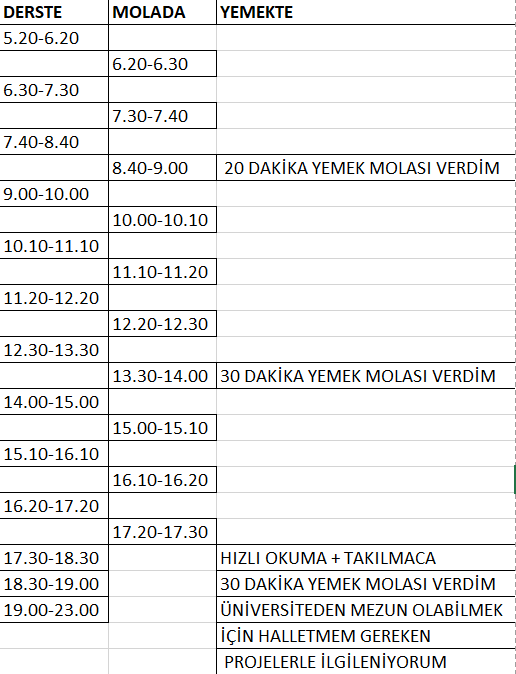 DERSTE MOLADA YEMEKTE
5.20-6.20
6.20-6.30
6.30-7.30
7.30-7.40
7.40-8.40
8.40-9.00 20 DAKİKA YEMEK MOLASI VERDİM
9.00-10.00
10.00-10.10
10.10-11.10
11.10-11.20
11.20-12.20
12.20-12.30
12.30-13.30
13.30-14.00 30 DAKİKA YEMEK MOLASI VERDİM
14.00-15.00
15.00-15.10
15.10-16.10
16.10-16.20
16.20-17.20
17.20-17.30
17.30-18.30 HIZLI OKUMA + TAKILMACA
18.30-19.00 30 DAKİKA YEMEK MOLASI VERDİM
19.00-23.00 ÜNİVERSİTEDEN MEZUN OLABİLMEK
İÇİN HALLETMEM GEREKEN
PROJELERLE İLGİLENİYORUM